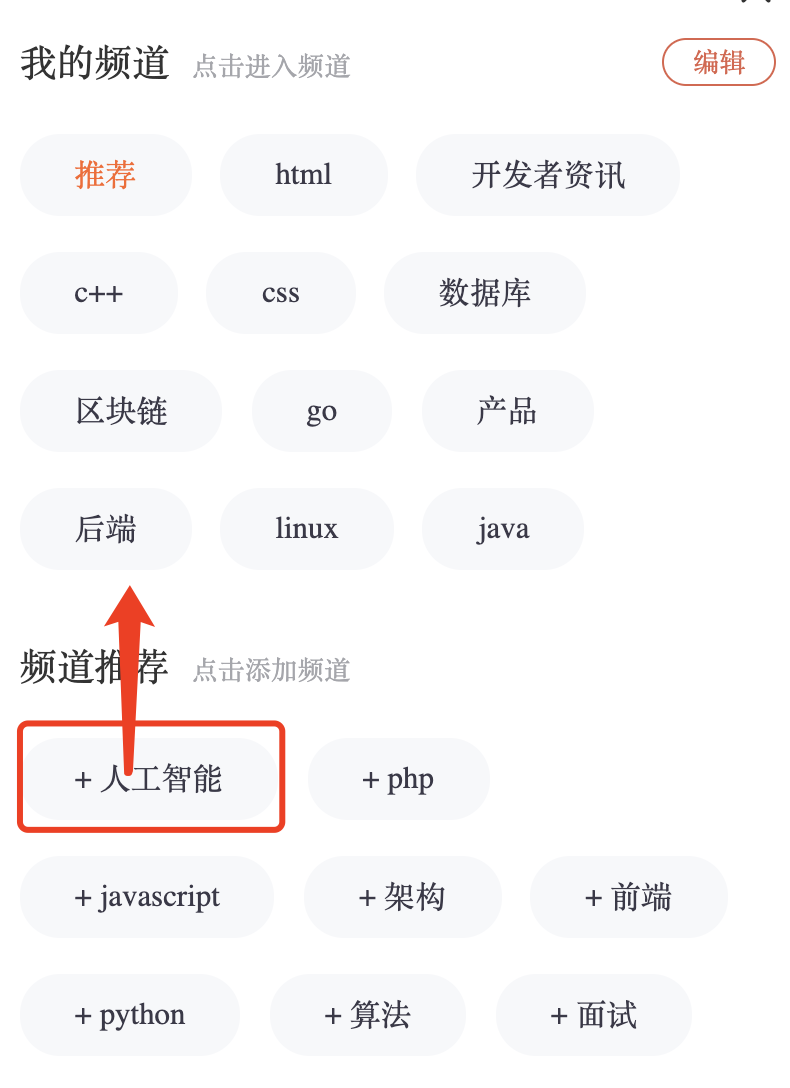 我的频道 点击进入频道 编辑
推荐 html 开发者资讯
c++ css 数据库
区块链 go 产品
后端 linux java
频道推荐 点击添加频道
+ 人工智能 + php
+ javascript + 架构 + 前端
+ python + 算法 + 面试